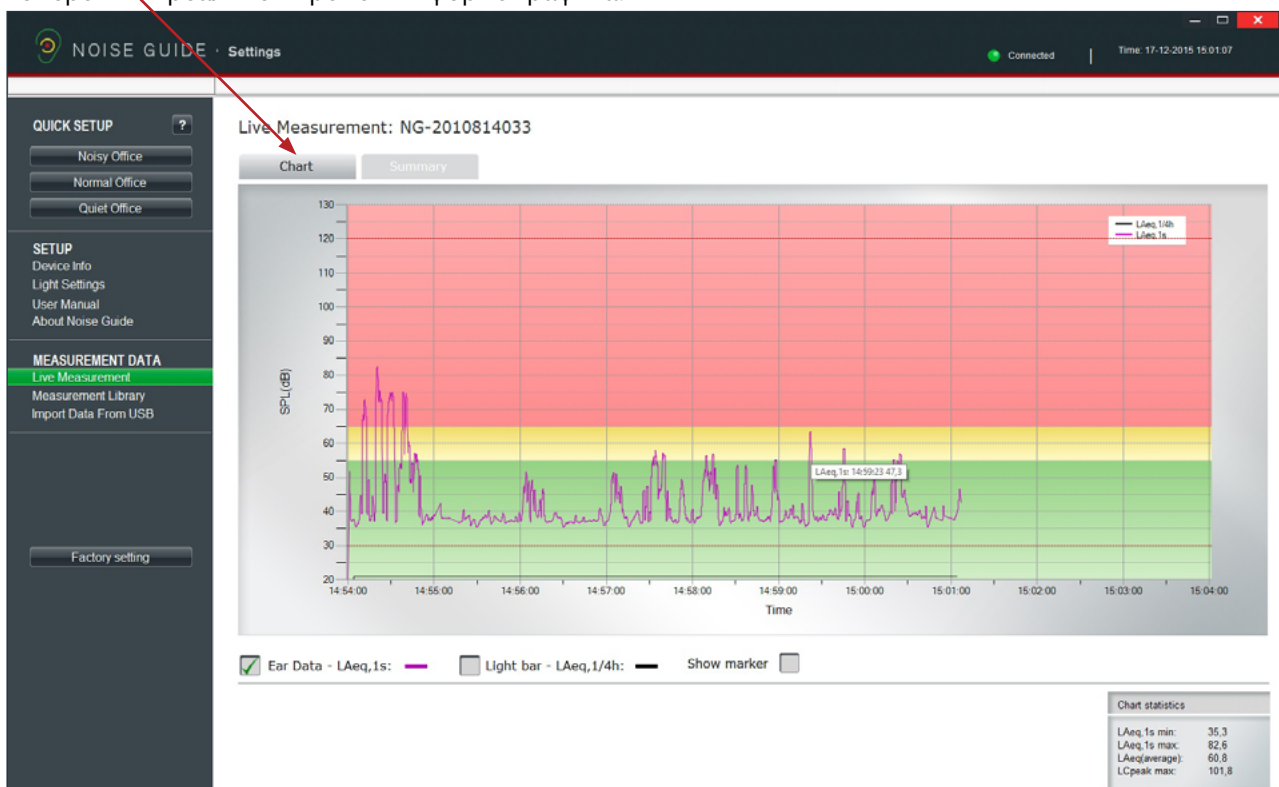 NOISE GUIDE · Settings
Connected | Time: 17-12-2015 15:01:07
QUICK SETUP ?
Noisy Office
Normal Office
Quiet Office
SETUP
Device Info
Light Settings
User Manual
About Noise Guide
MEASUREMENT DATA
Live Measurement
Measurement Library
Import Data From USB
Factory setting
Live Measurement: NG-2010814033
Chart Summary
130
120
110
100
90
80
70
60
50
40
30
20
SPL(dB)
LAeq,1/4h
LAeq,1s
LAeq,1s: 14:59:23 47,3
14:54:00 14:55:00 14:56:00 14:57:00 14:58:00 14:59:00 15:00:00 15:01:00 15:02:00 15:03:00 15:04:00
Time
Ear Data - LAeq,1s: Light bar - LAeq,1/4h: Show marker
Chart statistics
LAeq,1s min: 35,3
LAeq,1s max: 82,6
LAeq(average): 60,8
LCpeak max: 101,8